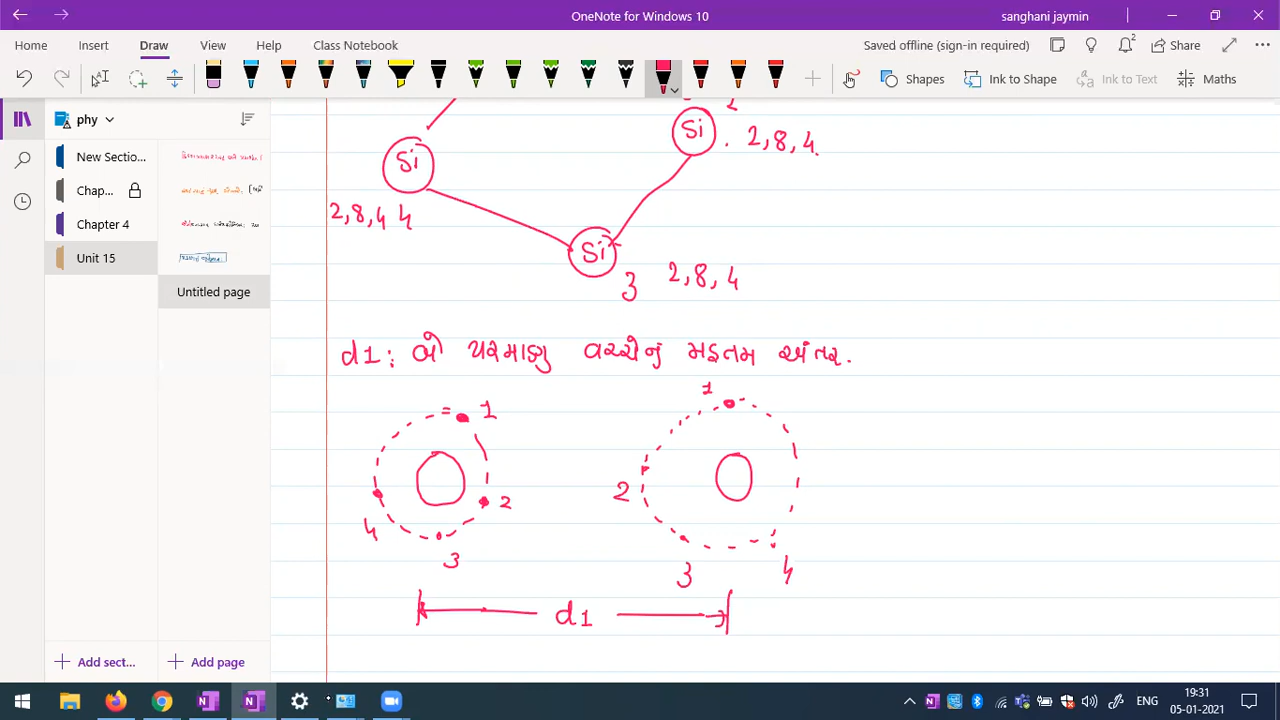 OneNote for Windows 10
sanghani jaymin
Home Insert Draw View Help Class Notebook
Saved offline (sign-in required) Share
Shapes Ink to Shape Ink to Text Maths
phy
New Sectio...
Chap...
Chapter 4
Unit 15
Untitled page
Si 2,8,4
Si
2,8,4 4
Si
3 2,8,4
d1: બે પરમાણુ વચ્ચેનું મહત્તમ અંતર.
1 1
2 2
4 3 3 4
d1
Add sect... Add page
ENG
19:31
05-01-2021